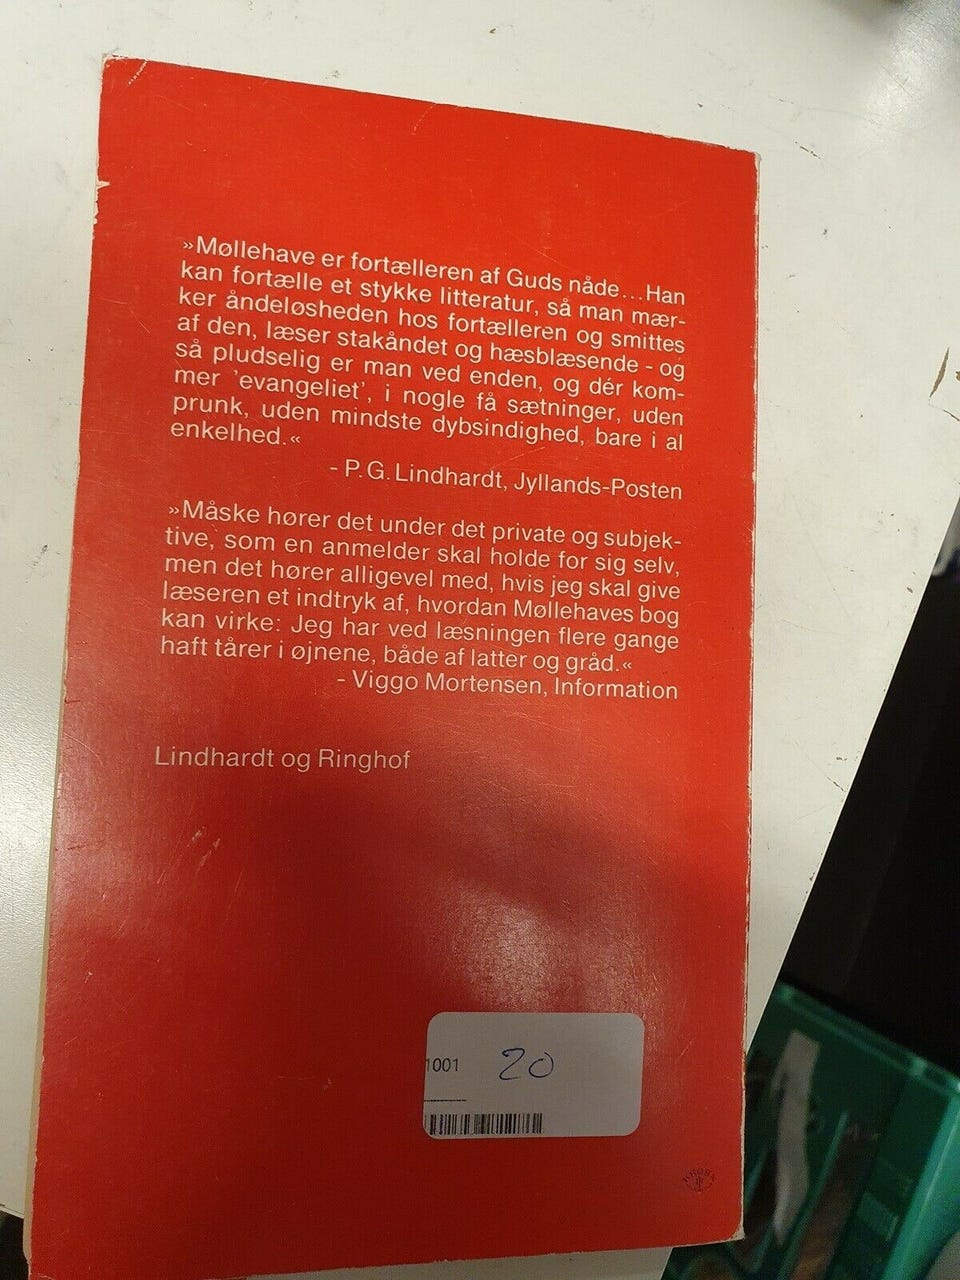 »Møllehave er fortælleren af Guds nåde...Han
kan fortælle et stykke litteratur, så man mær-
ker åndeløsheden hos fortælleren og smittes
af den, læser stakåndet og hæsblæsende - og
så pludselig er man ved enden, og dér kom-
mer 'evangeliet', i nogle få sætninger, uden
prunk, uden mindste dybsindighed, bare i al
enkelhed.«
- P.G. Lindhardt, Jyllands-Posten
»Måske hører det under det private og subjek-
tive, som en anmelder skal holde for sig selv,
men det hører alligevel med, hvis jeg skal give
læseren et indtryk af, hvordan Møllehaves bog
kan virke: Jeg har ved læsningen flere gange
haft tårer i øjnene, både af latter og gråd.«
- Viggo Mortensen, Information
Lindhardt og Ringhof
1001 20